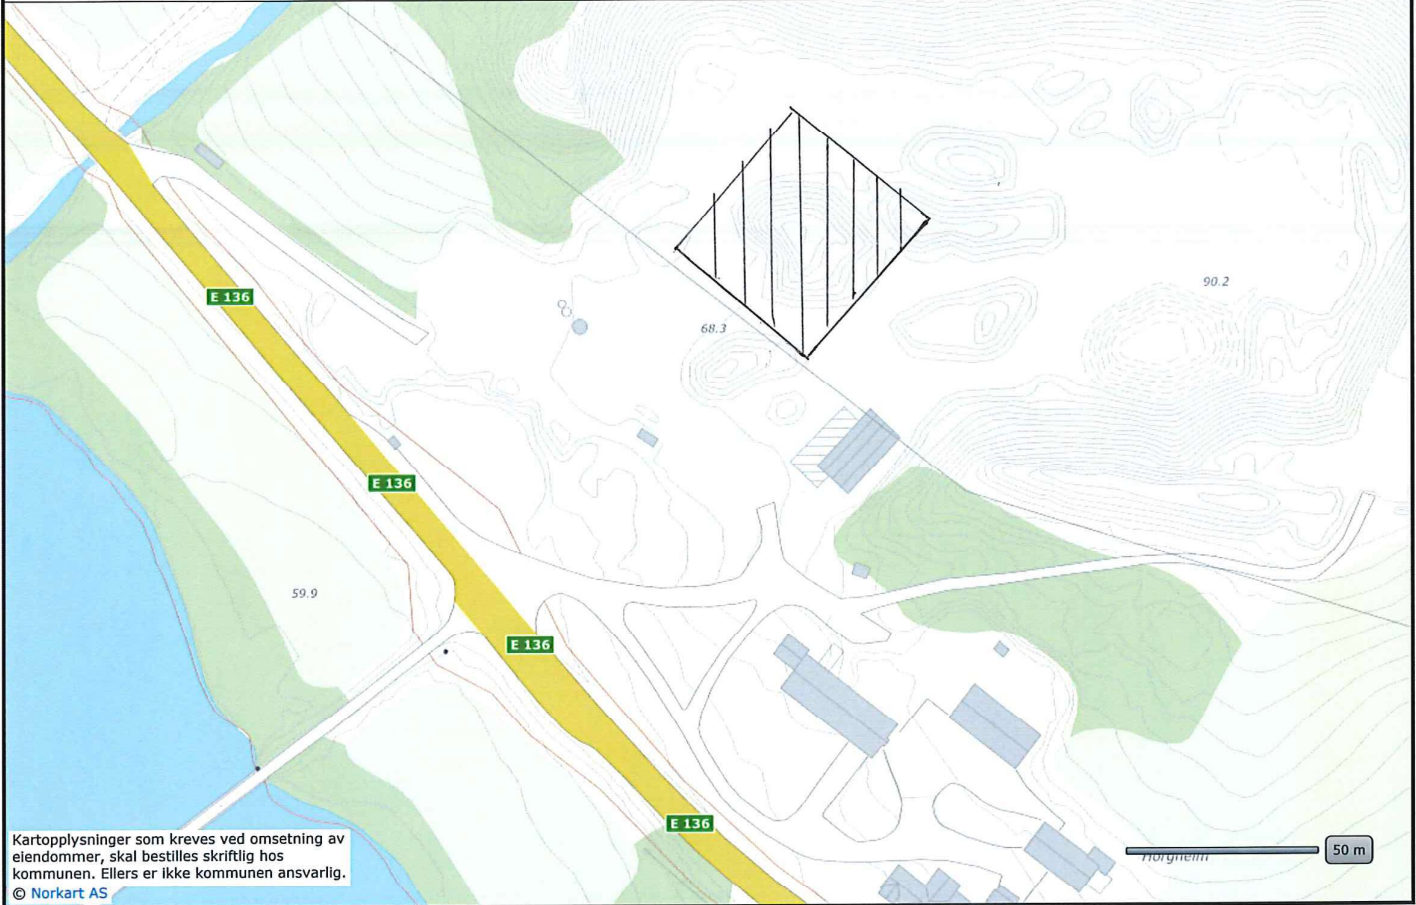 E 136
90.2
68.3
E 136
59.9
E 136
E 136
Kartopplysninger som kreves ved omsetning av
eiendommer, skal bestilles skriftlig hos
kommunen. Ellers er ikke kommunen ansvarlig.
© Norkart AS
50 m
Horgheim